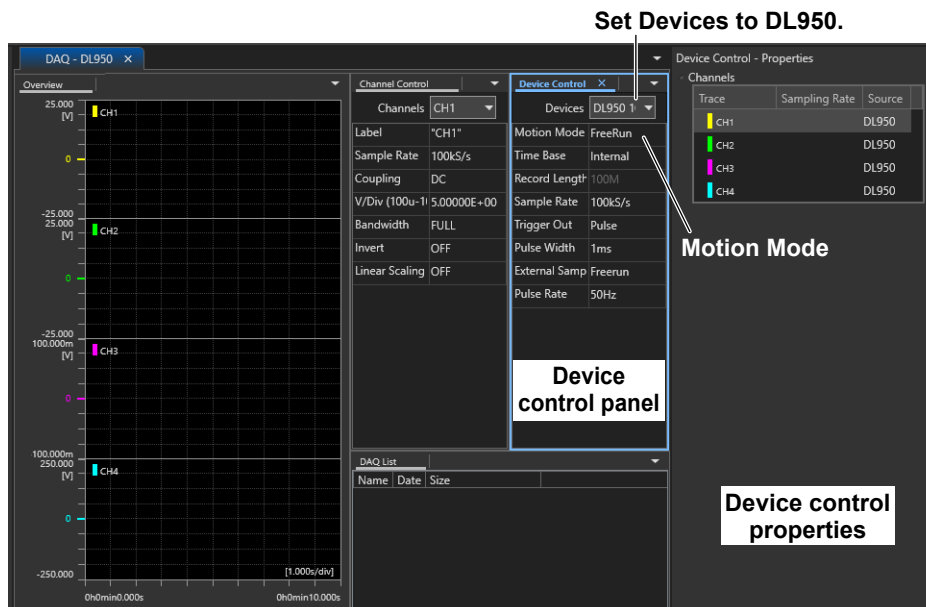 Set Devices to DL950.
DAQ - DL950 ×
Overview
25.000
[V]
CH1
0
-25.000
25.000
[V]
CH2
0
-25.000
100.000m
[V]
CH3
0
-100.000m
250.000
[V]
CH4
0
-250.000
[1.000s/div]
0h0min0.000s 0h0min10.000s
Channel Control
Channels CH1
Label "CH1"
Sample Rate 100kS/s
Coupling DC
V/Div (100u-1 5.00000E+00
Bandwidth FULL
Invert OFF
Linear Scaling OFF
Device Control ×
Devices DL950 1
Motion Mode FreeRun
Time Base Internal
Record Length 100M
Sample Rate 100kS/s
Trigger Out Pulse
Pulse Width 1ms
External Samp Freerun
Pulse Rate 50Hz
Device
control panel
DAQ List
Name Date Size
Device Control - Properties
Channels
Trace Sampling Rate Source
CH1 DL950
CH2 DL950
CH3 DL950
CH4 DL950
Motion Mode
Device control
properties